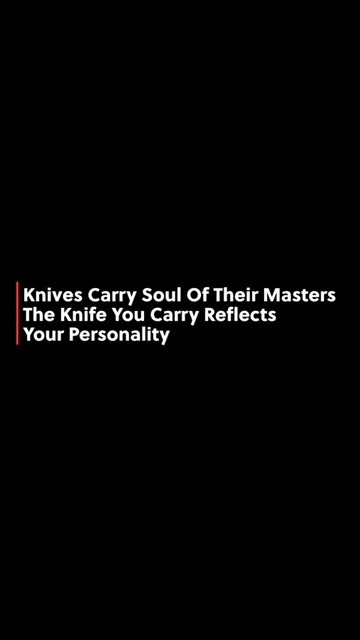 Knives Carry Soul Of Their Masters
The Knife You Carry Reflects
Your Personality